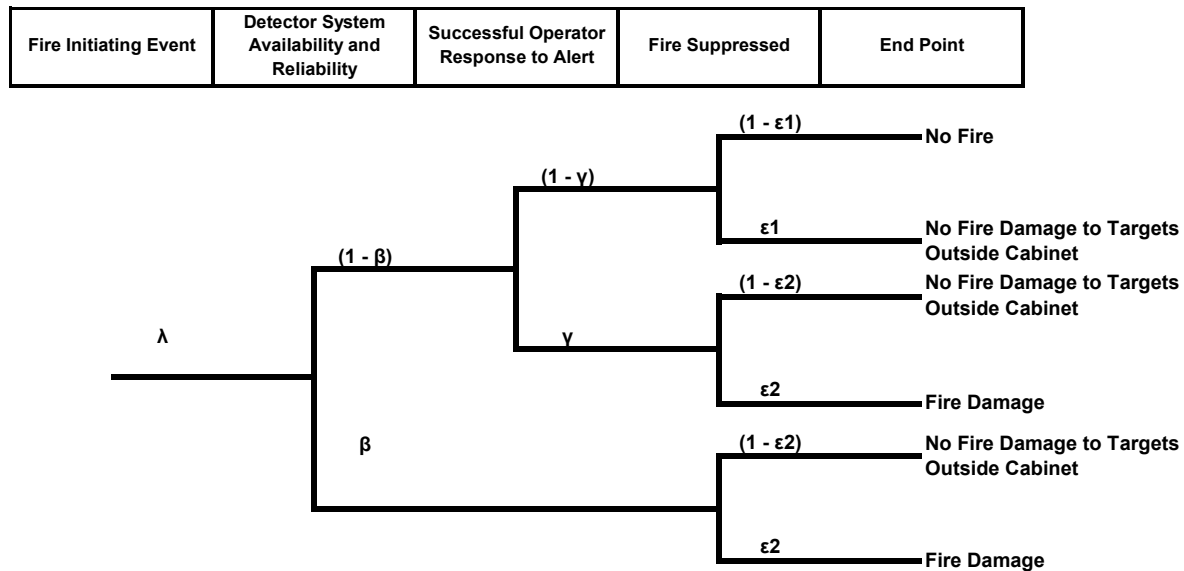 Fire Initiating Event
Detector System
Availability and
Reliability
Successful Operator
Response to Alert
Fire Suppressed
End Point
(1 - ε1)
No Fire
(1 - γ)
ε1
No Fire Damage to Targets
Outside Cabinet
(1 - β)
(1 - ε2)
No Fire Damage to Targets
Outside Cabinet
λ
γ
ε2
Fire Damage
β
(1 - ε2)
No Fire Damage to Targets
Outside Cabinet
ε2
Fire Damage